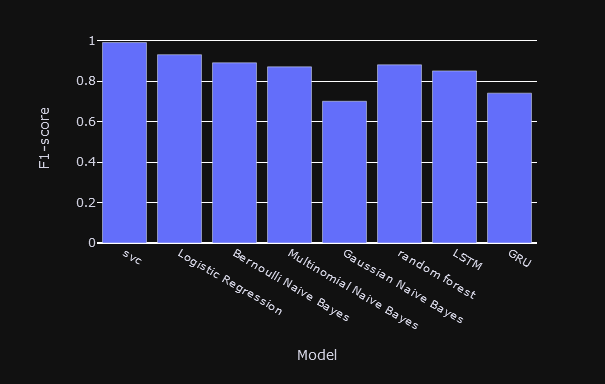 1
0.8
0.6
0.4
0.2
0
F1-score
svc
Logistic Regression
Bernoulli Naive Bayes
Multinomial Naive Bayes
Gaussian Naive Bayes
random forest
LSTM
GRU
Model